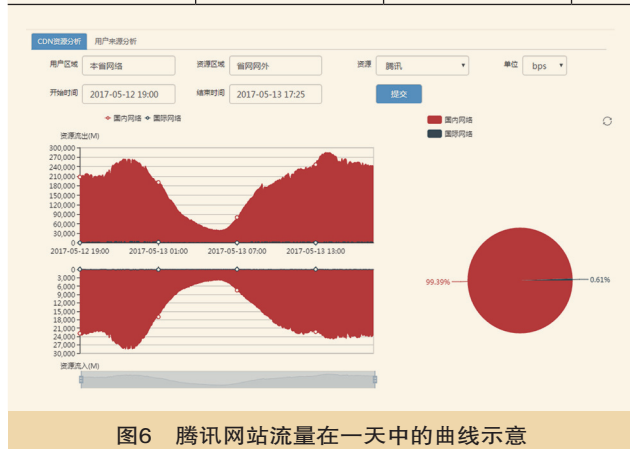 CDN资源分析 用户来源分析
用户区域 本省网络 资源区域 省网网外 资源 腾讯 单位 bps
开始时间 2017-05-12 19:00 结束时间 2017-05-13 17:25 提交
国内网络 国际网络
国内网络
国际网络
资源流出(M)
300,000
270,000
240,000
210,000
180,000
150,000
120,000
90,000
60,000
30,000
0
2017-05-12 19:00 2017-05-13 01:00 2017-05-13 07:00 2017-05-13 13:00
0
3,000
6,000
9,000
12,000
15,000
18,000
21,000
24,000
27,000
30,000
资源流入(M)
99.39%
0.61%
图6 腾讯网站流量在一天中的曲线示意